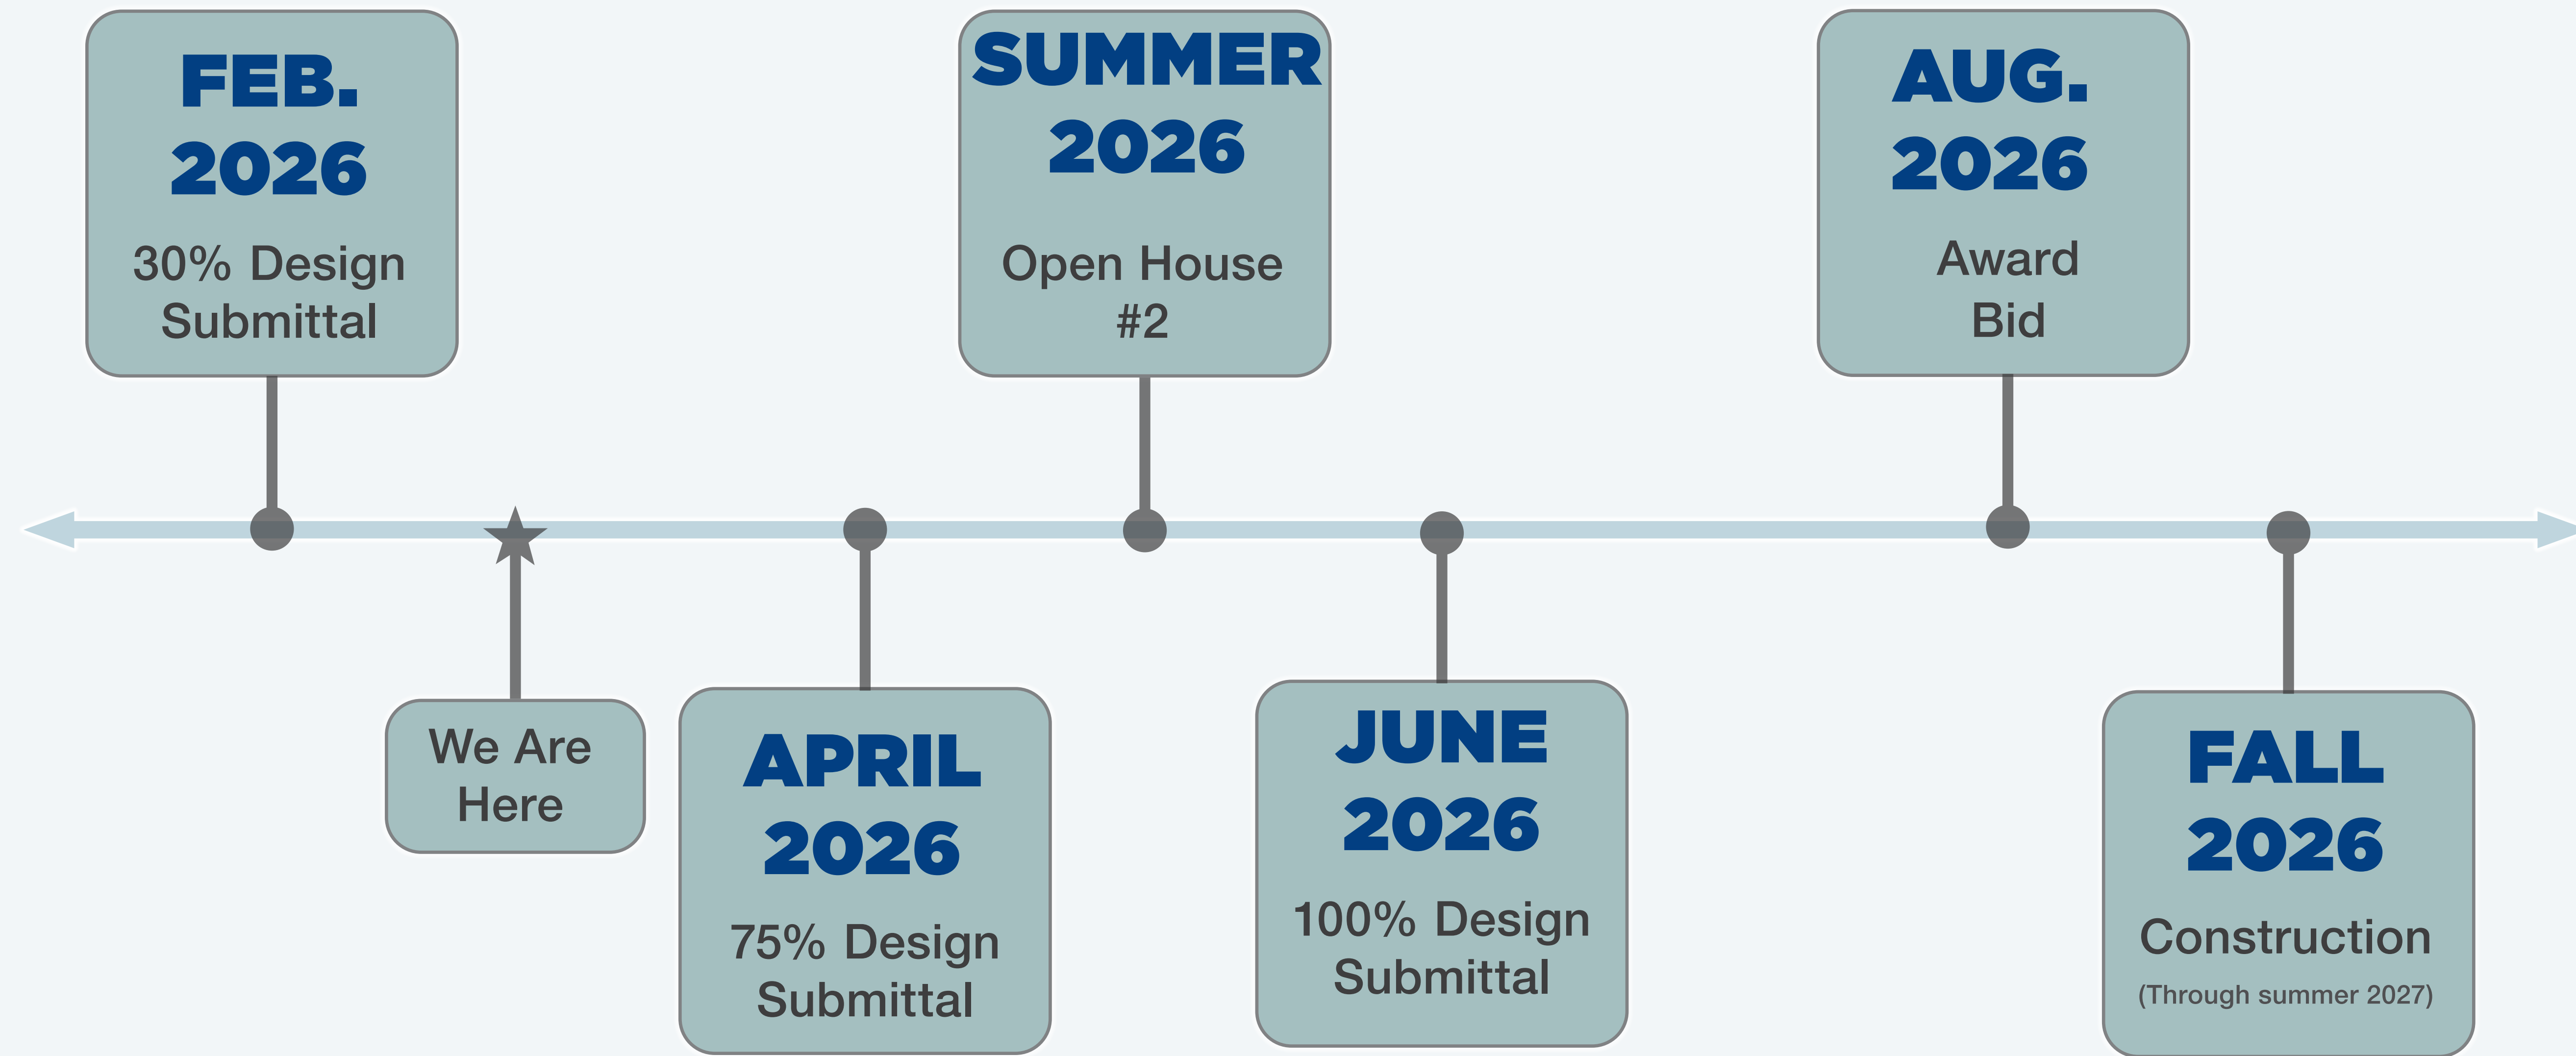 FEB.
2026
30% Design
Submittal
We Are
Here
APRIL
2026
75% Design
Submittal
SUMMER
2026
Open House
#2
JUNE
2026
100% Design
Submittal
AUG.
2026
Award
Bid
FALL
2026
Construction
(Through summer 2027)